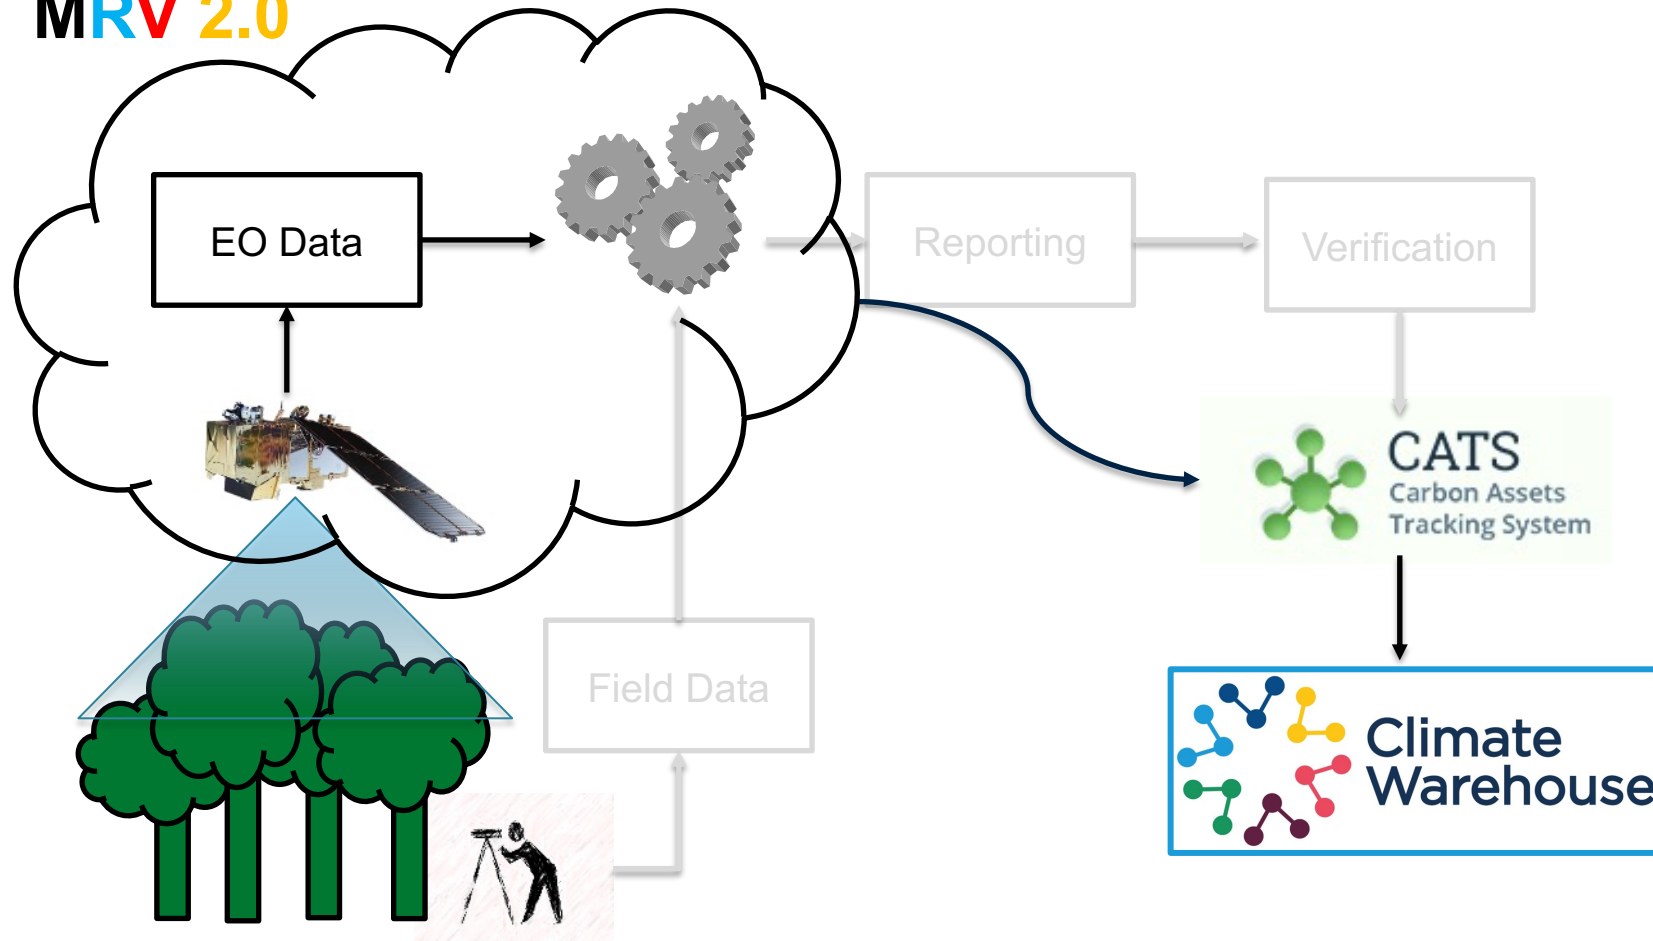 MRV 2.0
EO Data
Reporting
Verification
CATS
Carbon Assets
Tracking System
Field Data
Climate
Warehouse